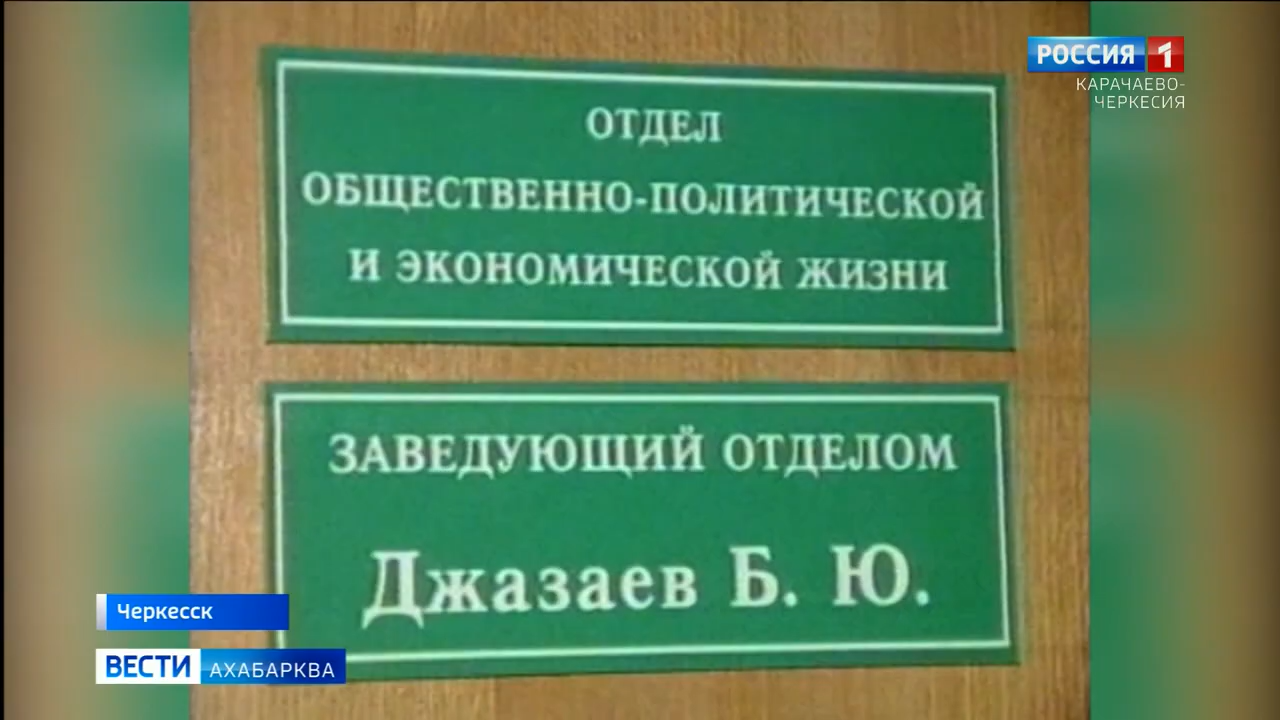 РОССИЯ 1
КАРАЧАЕВО-
ЧЕРКЕСИЯ
ОТДЕЛ
ОБЩЕСТВЕННО-ПОЛИТИЧЕСКОЙ
И ЭКОНОМИЧЕСКОЙ ЖИЗНИ
ЗАВЕДУЮЩИЙ ОТДЕЛОМ
Джазаев Б. Ю.
Черкесск
ВЕСТИ АХАБАРКВА